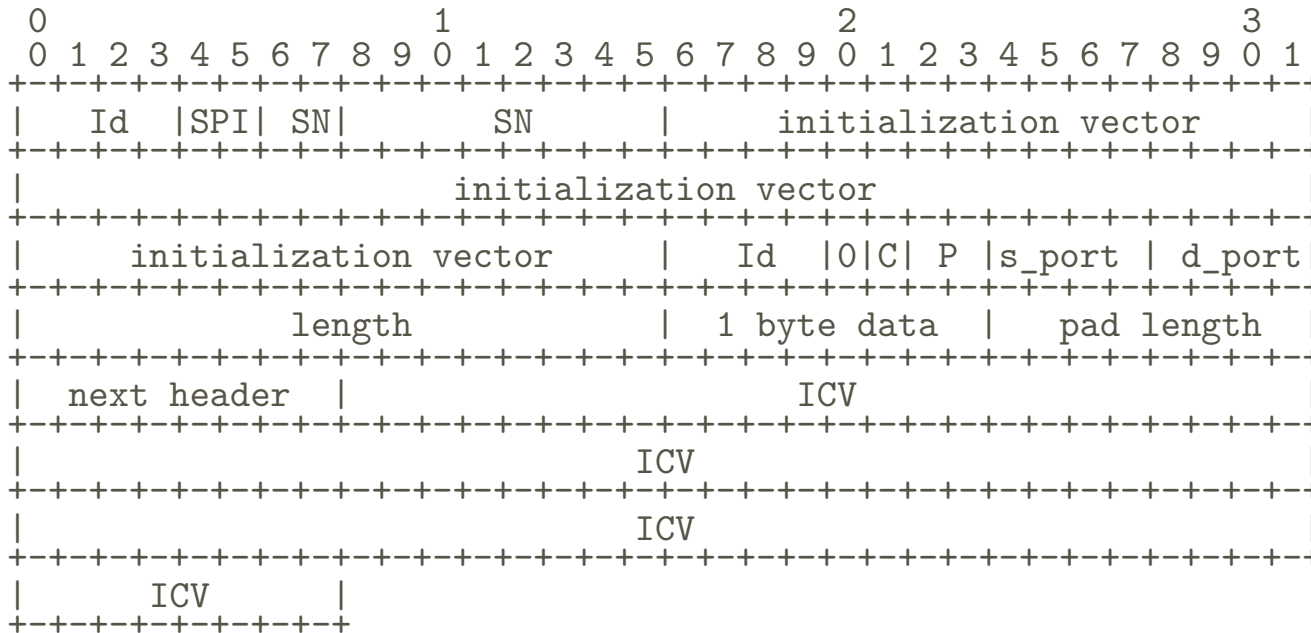 0                   1                   2                   3
0 1 2 3 4 5 6 7 8 9 0 1 2 3 4 5 6 7 8 9 0 1 2 3 4 5 6 7 8 9 0 1
+-+-+-+-+-+-+-+-+-+-+-+-+-+-+-+-+-+-+-+-+-+-+-+-+-+-+-+-+-+-+-+-
|   Id  |SPI| SN|       SN      |     initialization vector     |
+-+-+-+-+-+-+-+-+-+-+-+-+-+-+-+-+-+-+-+-+-+-+-+-+-+-+-+-+-+-+-+-
|                     initialization vector                     |
+-+-+-+-+-+-+-+-+-+-+-+-+-+-+-+-+-+-+-+-+-+-+-+-+-+-+-+-+-+-+-+-
|     initialization vector     |   Id  |0|C| P |s_port | d_port|
+-+-+-+-+-+-+-+-+-+-+-+-+-+-+-+-+-+-+-+-+-+-+-+-+-+-+-+-+-+-+-+-
|             length            |  1 byte data  |   pad length
+-+-+-+-+-+-+-+-+-+-+-+-+-+-+-+-+-+-+-+-+-+-+-+-+-+-+-+-+-+-+-+-
|  next header  |                      ICV                      |
+-+-+-+-+-+-+-+-+-+-+-+-+-+-+-+-+-+-+-+-+-+-+-+-+-+-+-+-+-+-+-+-
|                              ICV                              |
+-+-+-+-+-+-+-+-+-+-+-+-+-+-+-+-+-+-+-+-+-+-+-+-+-+-+-+-+-+-+-+-
|                              ICV                              |
+-+-+-+-+-+-+-+-+-+-+-+-+-+-+-+-+-+-+-+-+-+-+-+-+-+-+-+-+-+-+-+-
|      ICV      |
+-+-+-+-+-+-+-+-+